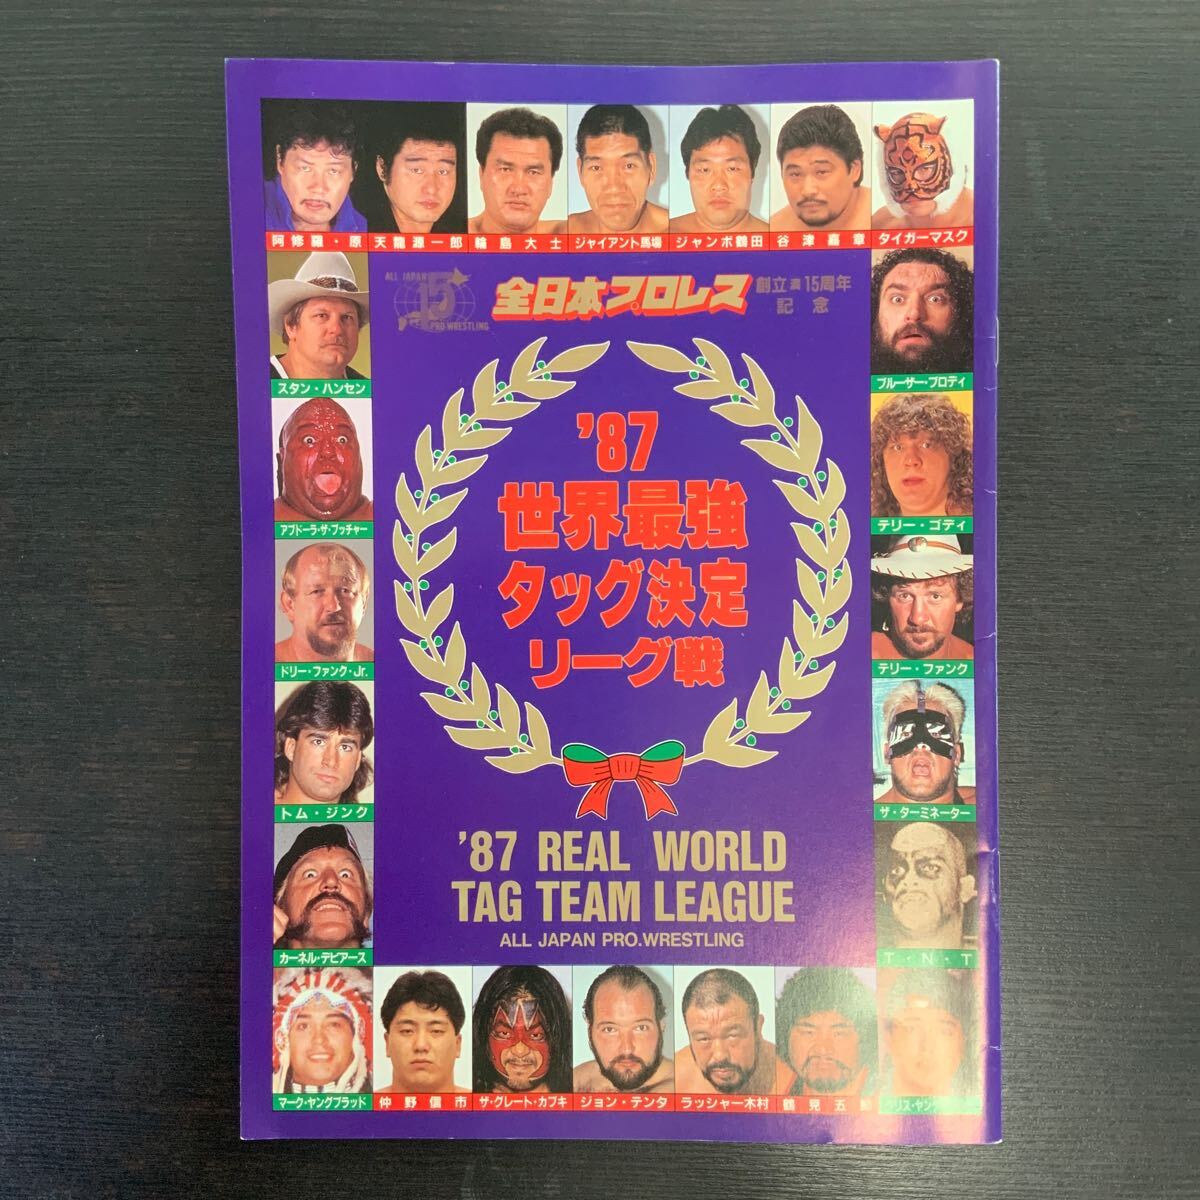 阿修羅・原
天龍源一郎
輪島大士
ジャイアント馬場
ジャンボ鶴田
谷津嘉章
タイガーマスク
ALL JAPAN
15
PRO.WRESTLING
全日本プロレス
創立満15周年
記念
スタン・ハンセン
ブルーザー・ブロディ
アブドーラ・ザ・ブッチャー
テリー・ゴディ
ドリー・ファンク・Jr.
テリー・ファンク
トム・ジンク
ザ・ターミネーター
カーネル・デビアース
T・N・T
'87
世界最強
タッグ決定
リーグ戦
'87 REAL WORLD
TAG TEAM LEAGUE
ALL JAPAN PRO.WRESTLING
マーク・ヤングブラッド
仲野信市
ザ・グレート・カブキ
ジョン・テンタ
ラッシャー木村
鶴見五郎